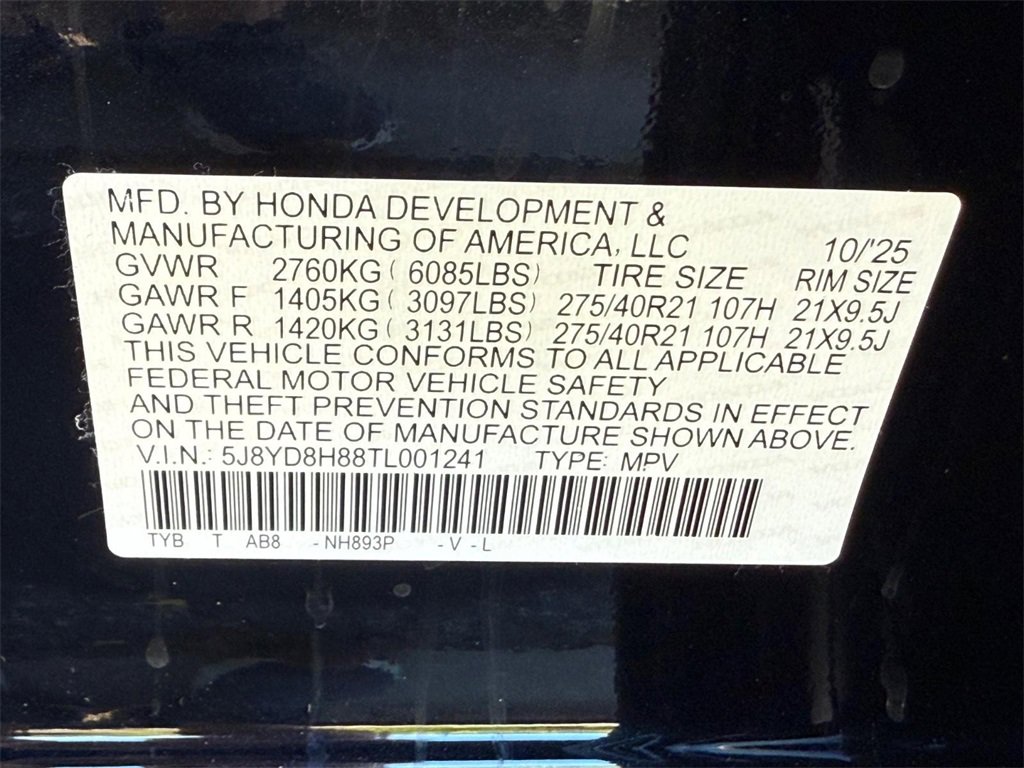 MFD. BY HONDA DEVELOPMENT &
MANUFACTURING OF AMERICA, LLC 10/'25
GVWR 2760KG ( 6085LBS) TIRE SIZE RIM SIZE
GAWR F 1405KG ( 3097LBS) 275/40R21 107H 21X9.5J
GAWR R 1420KG ( 3131LBS) 275/40R21 107H 21X9.5J
THIS VEHICLE CONFORMS TO ALL APPLICABLE
FEDERAL MOTOR VEHICLE SAFETY
AND THEFT PREVENTION STANDARDS IN EFFECT
ON THE DATE OF MANUFACTURE SHOWN ABOVE.
V.I.N.: 5J8YD8H88TL001241 TYPE: MPV
TYB T AB8 -NH893P -V -L